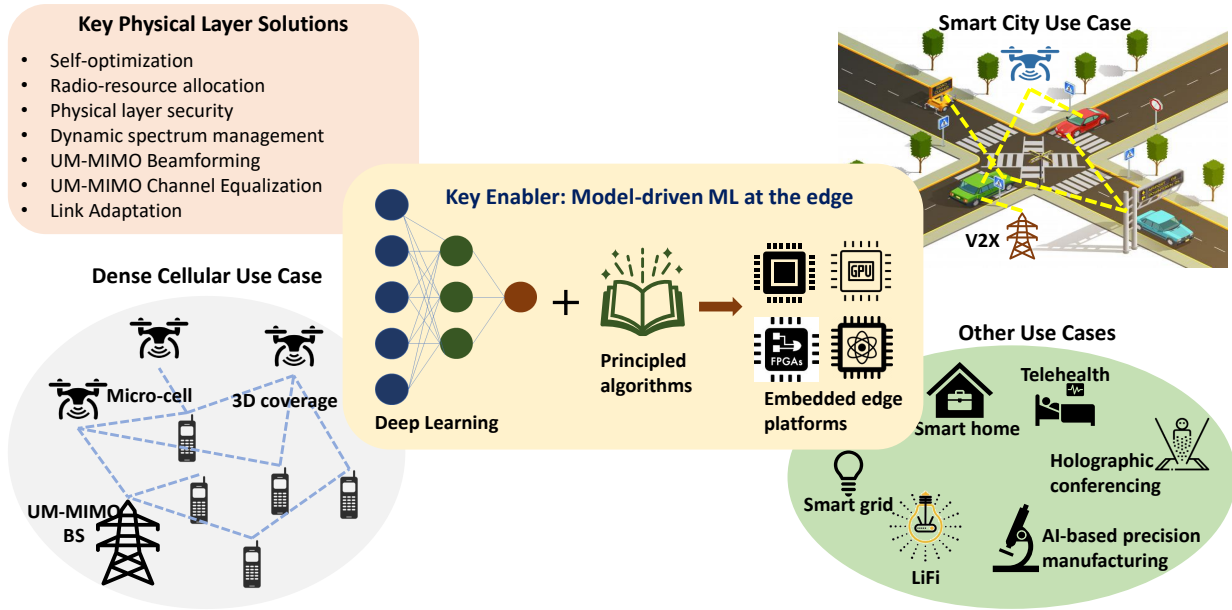 Key Physical Layer Solutions
• Self-optimization
• Radio-resource allocation
• Physical layer security
• Dynamic spectrum management
• UM-MIMO Beamforming
• UM-MIMO Channel Equalization
• Link Adaptation
Smart City Use Case
V2X
Key Enabler: Model-driven ML at the edge
Deep Learning
+
Principled
algorithms
GPU
FPGAs
Embedded edge
platforms
Dense Cellular Use Case
Micro-cell
3D coverage
UM-MIMO
BS
Other Use Cases
Smart home
Telehealth
Holographic
conferencing
Smart grid
LiFi
AI-based precision
manufacturing